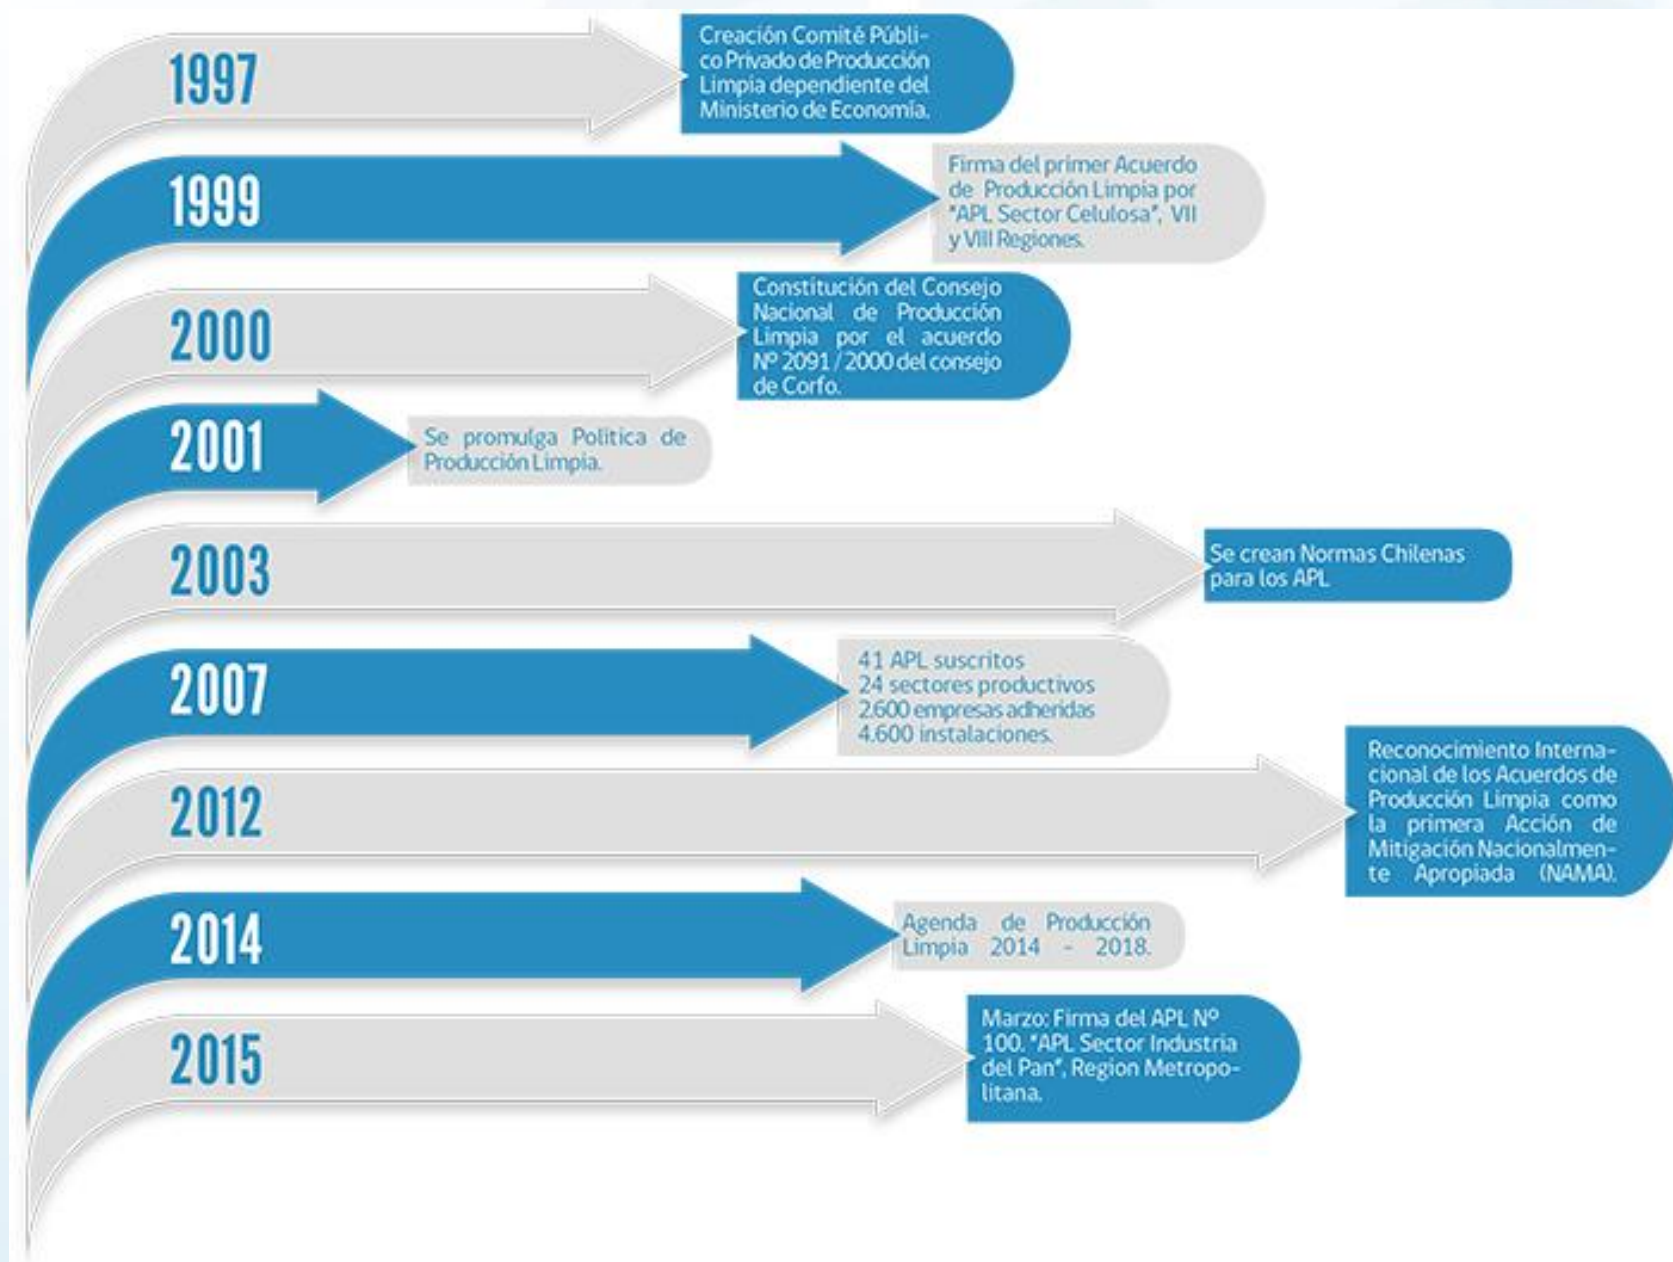 1997
Creación Comité Públi-
co Privado de Producción
Limpia dependiente del
Ministerio de Economía.
1999
Firma del primer Acuerdo
de Producción Limpia por
"APL Sector Celulosa", VII
y VIII Regiones.
2000
Constitución del Consejo
Nacional de Producción
Limpia por el acuerdo
Nº 2091 / 2000 del consejo
de Corfo.
2001
Se promulga Política de
Producción Limpia.
2003
Se crean Normas Chilenas
para los APL
2007
41 APL suscritos
24 sectores productivos
2.600 empresas adheridas
4.600 instalaciones.
2012
Reconocimiento Interna-
cional de los Acuerdos de
Producción Limpia como
la primera Acción de
Mitigación Nacionalmen-
te Apropiada (NAMA).
2014
Agenda de Producción
Limpia 2014 - 2018.
2015
Marzo: Firma del APL Nº
100. "APL Sector Industria
del Pan", Region Metropo-
litana.